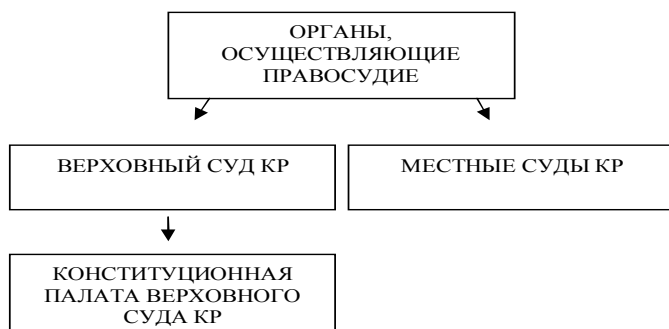 ОРГАНЫ,
ОСУЩЕСТВЛЯЮЩИЕ
ПРАВОСУДИЕ
ВЕРХОВНЫЙ СУД КР
МЕСТНЫЕ СУДЫ КР
КОНСТИТУЦИОННАЯ
ПАЛАТА ВЕРХОВНОГО
СУДА КР